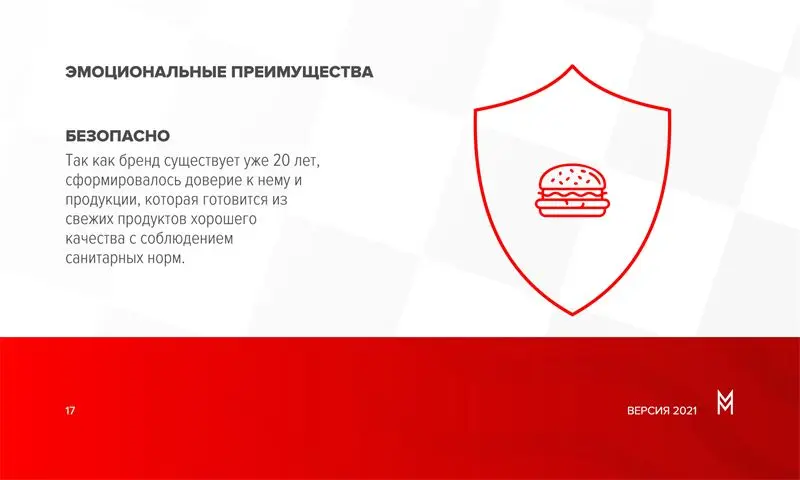 ЭМОЦИОНАЛЬНЫЕ ПРЕИМУЩЕСТВА
БЕЗОПАСНО
Так как бренд существует уже 20 лет,
сформировалось доверие к нему и
продукции, которая готовится из
свежих продуктов хорошего
качества с соблюдением
санитарных норм.
17
ВЕРСИЯ 2021